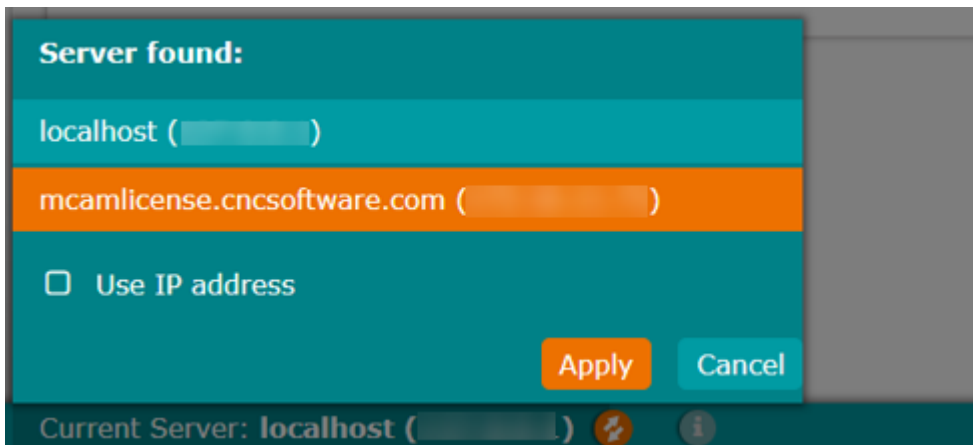 Server found:
localhost ( )
mcamlicense.cncsoftware.com ( )
Use IP address
Apply Cancel
Current Server: localhost ( )